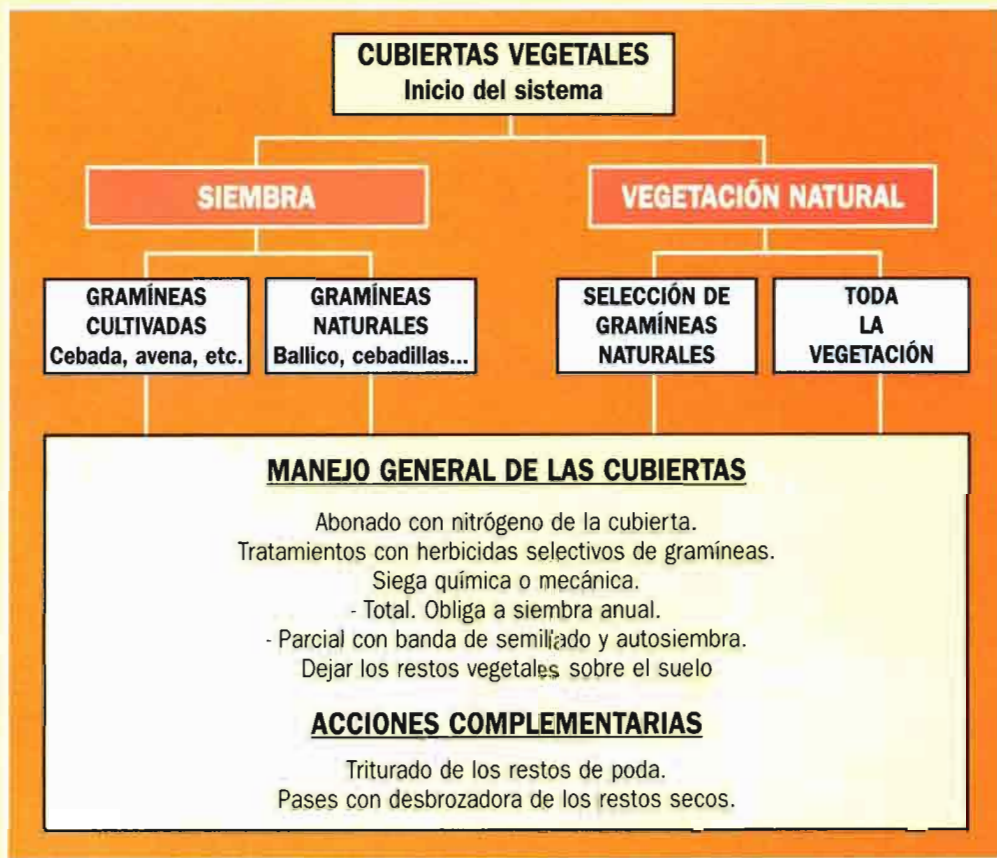 CUBIERTAS VEGETALES
Inicio del sistema
SIEMBRA
VEGETACIÓN NATURAL
GRAMÍNEAS
CULTIVADAS
Cebada, avena, etc.
GRAMÍNEAS
NATURALES
Ballico, cebadillas...
SELECCIÓN DE
GRAMÍNEAS
NATURALES
TODA
LA
VEGETACIÓN
MANEJO GENERAL DE LAS CUBIERTAS
Abonado con nitrógeno de la cubierta.
Tratamientos con herbicidas selectivos de gramíneas.
Siega química o mecánica.
- Total. Obliga a siembra anual.
- Parcial con banda de semillado y autosiembra.
Dejar los restos vegetales sobre el suelo
ACCIONES COMPLEMENTARIAS
Triturado de los restos de poda.
Pases con desbrozadora de los restos secos.